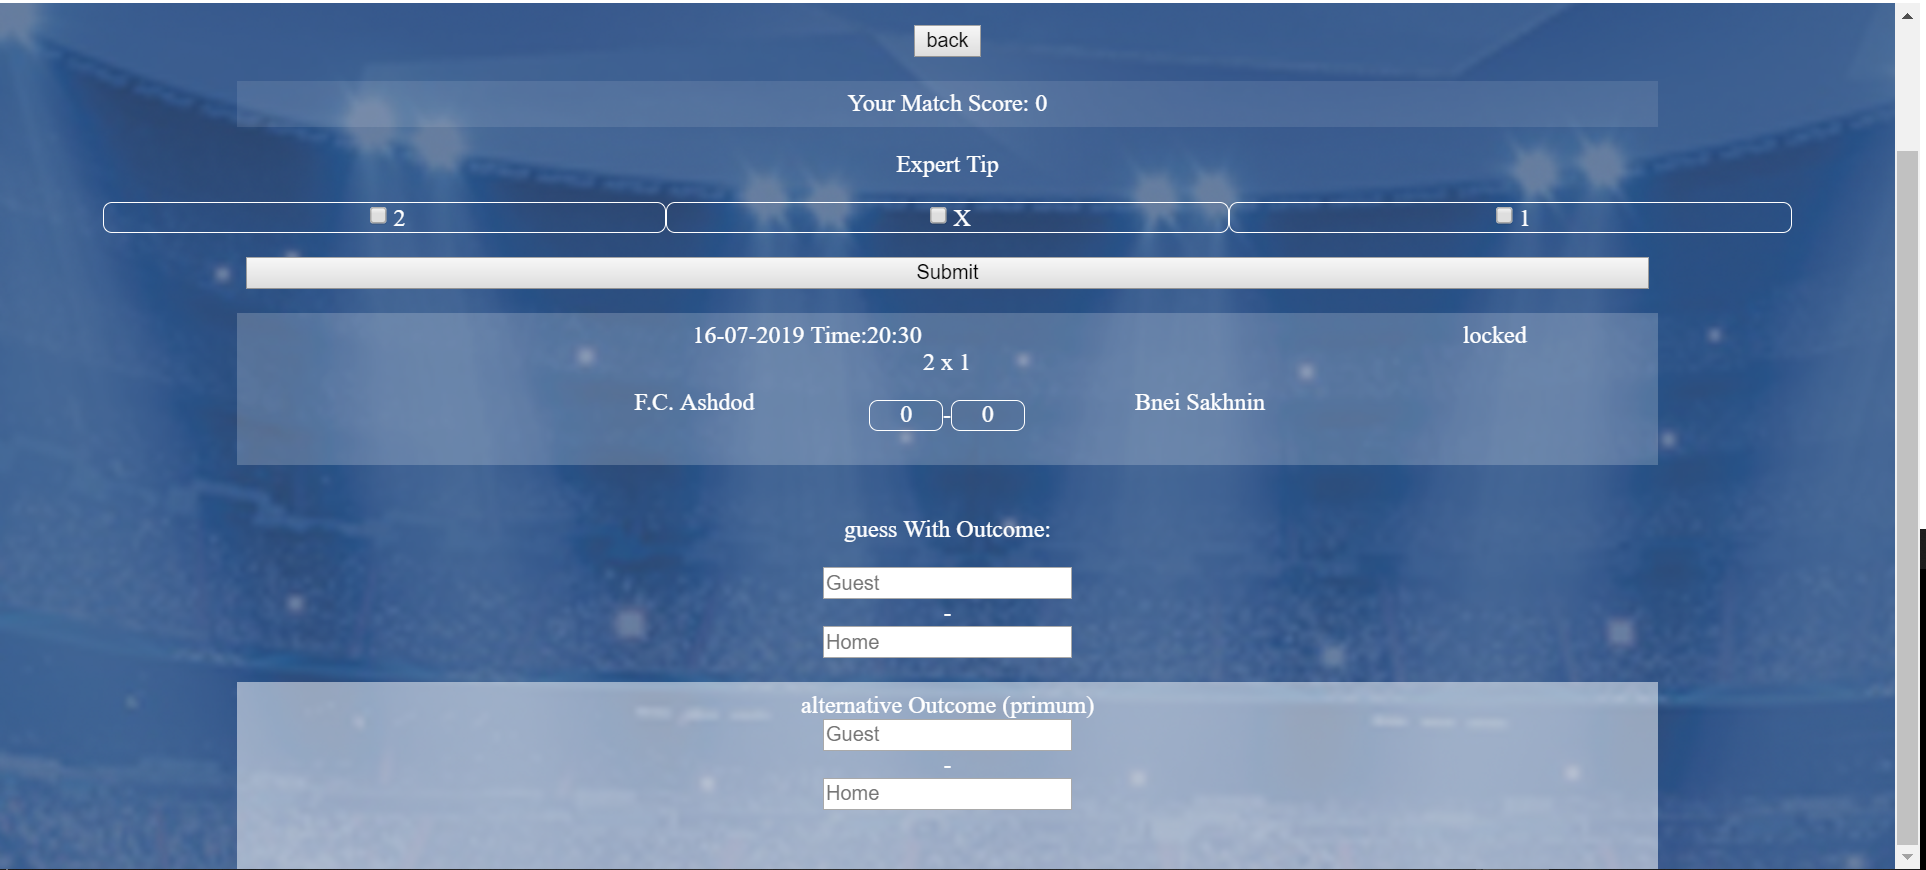 back
Your Match Score: 0
Expert Tip
2 X 1
Submit
16-07-2019 Time:20:30 locked
2 x 1
F.C. Ashdod 0 - 0 Bnei Sakhnin
guess With Outcome:
Guest
-
Home
alternative Outcome (primum)
Guest
-
Home